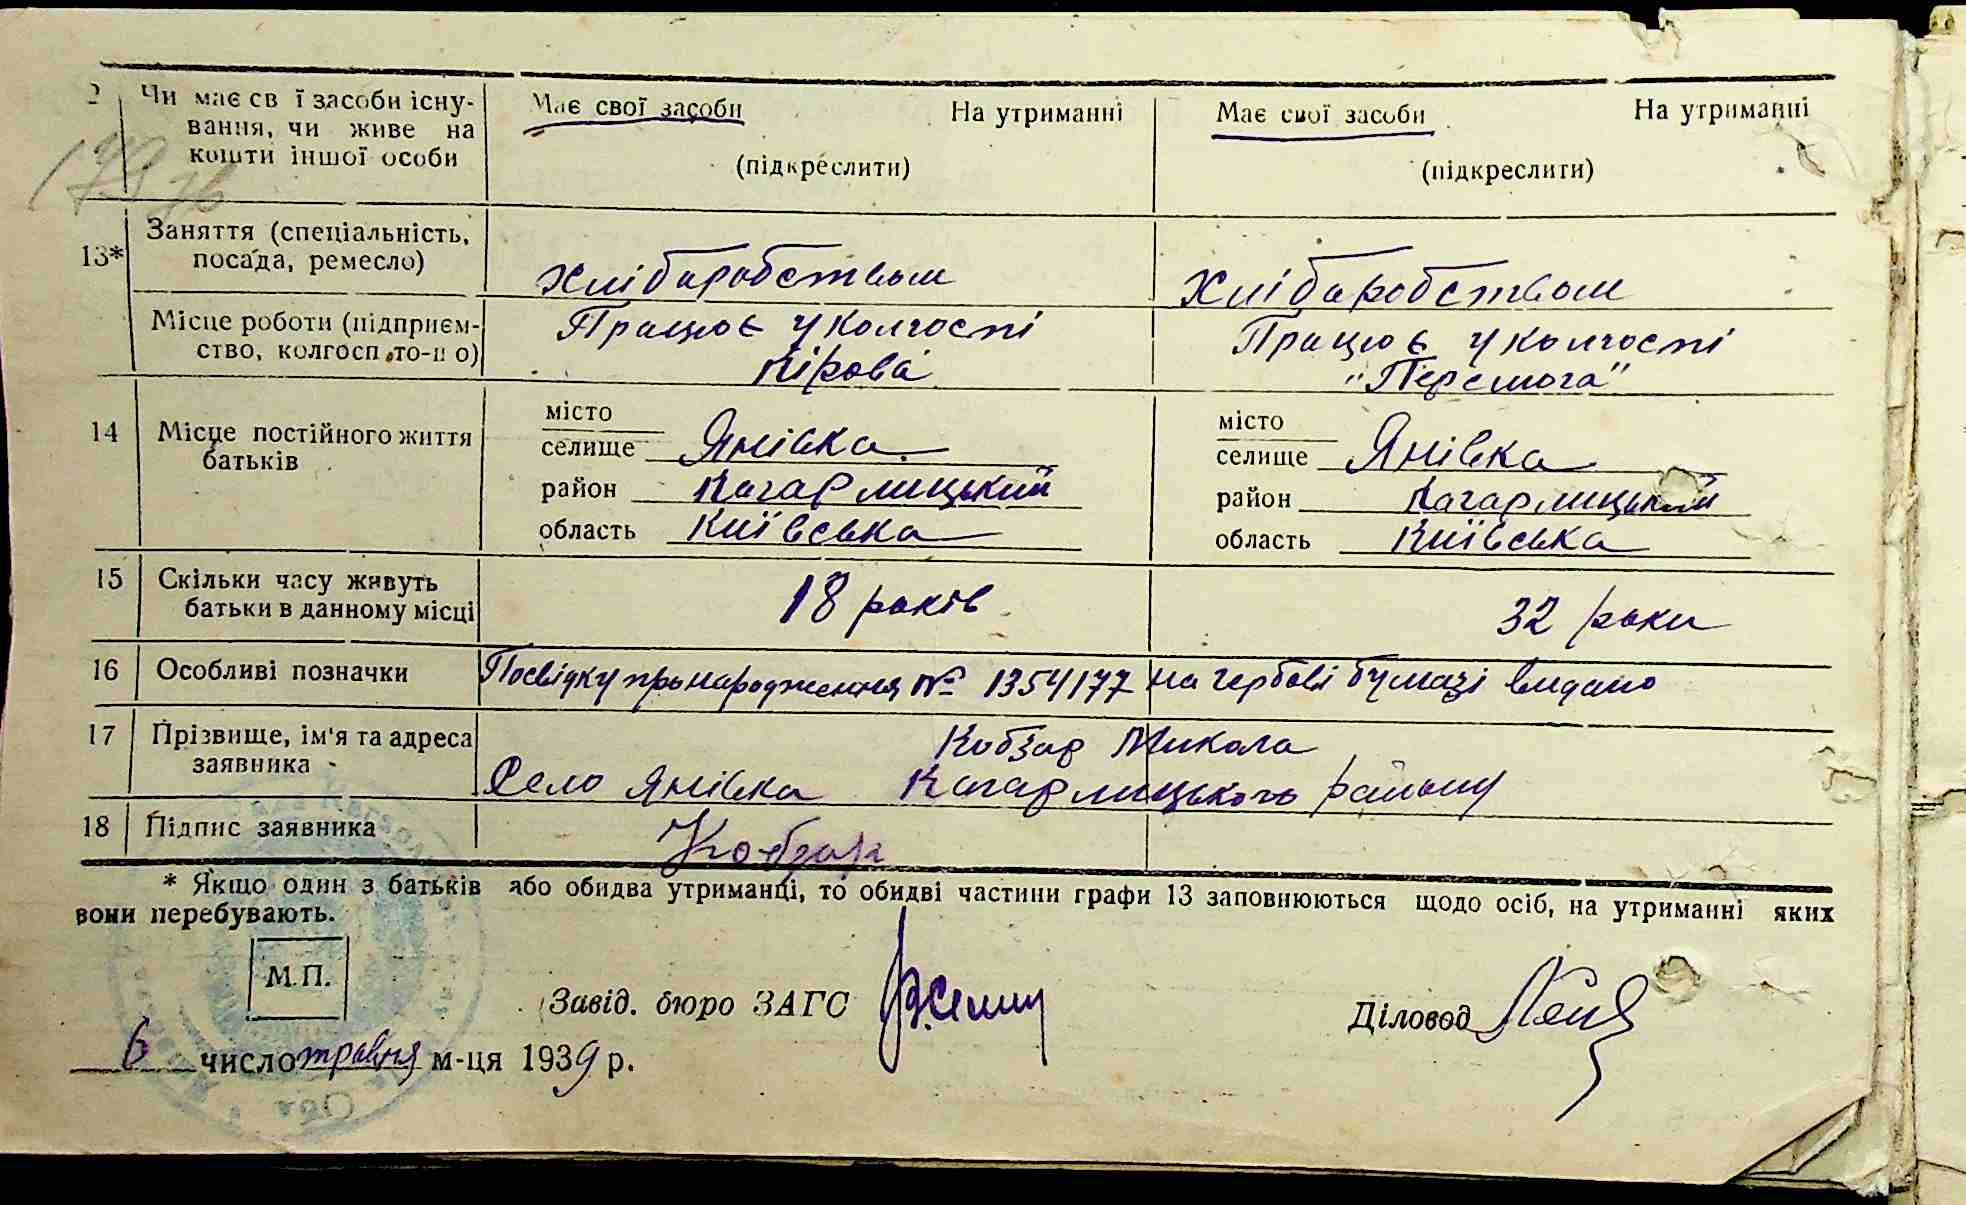 2 Чи має св ї засоби існу- Має свої засоби На утриманні Має свої засоби На утриманні
вання, чи живе на
кошти іншої особи (підкреслити) (підкреслити)
13* Заняття (спеціальність,
посада, ремесло) Хліборобством Хліборобством
Місце роботи (підприєм- Працює у колгоспі Працює у колгоспі
ство, колгосп то-що) Кірова "Перемога"
14 Місце постійного життя місто місто
батьків селище Янівка селище Янівка
район Кагарлицький район Кагарлицький
область Київська область Київська
15 Скільки часу живуть
батьки в данному місці 18 років 32 роки
16 Особливі позначки Посвідку про народження № 1354177 на гербові бумазі видано
17 Прізвище, ім'я та адреса Кобзар Микола
заявника Село Янівка Кагарлицького району
18 Підпис заявника Кобзар
* Якщо один з батьків або обидва утриманці, то обидві частини графи 13 заповнюються щодо осіб, на утриманні яких
вони перебувають.
М.П.
Завід. бюро ЗАГС Діловод
6 число травня м-ця 1939 р.